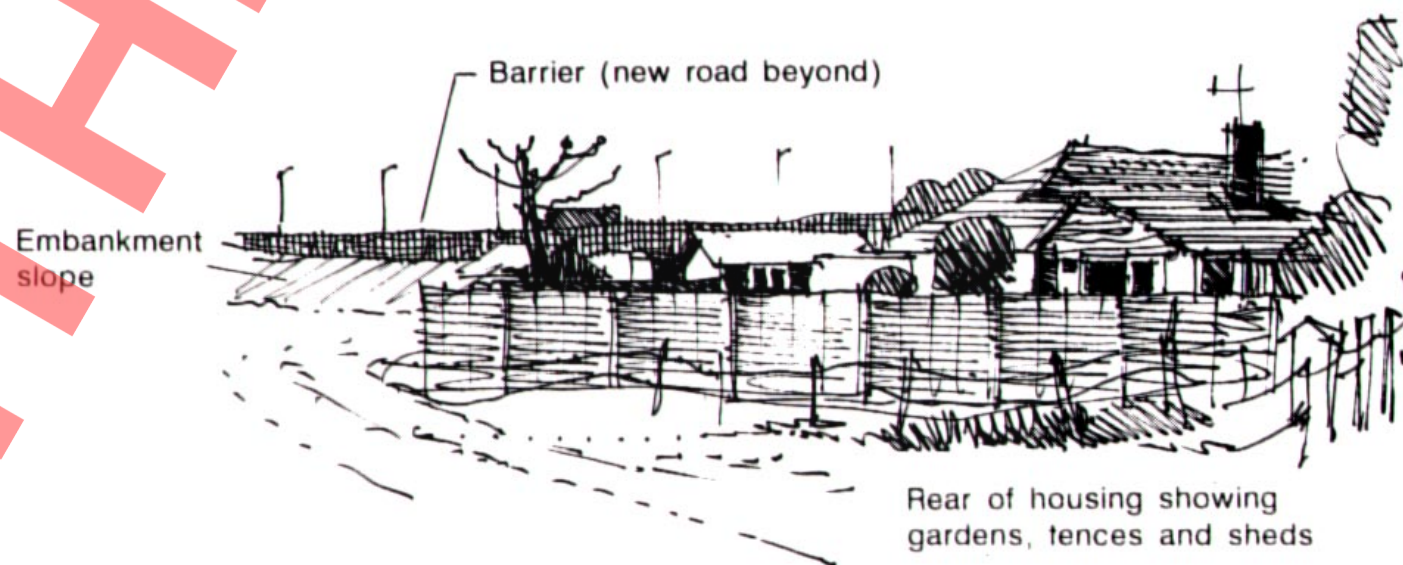 Barrier (new road beyond)
Embankment
slope
Rear of housing showing
gardens, tences and sheds